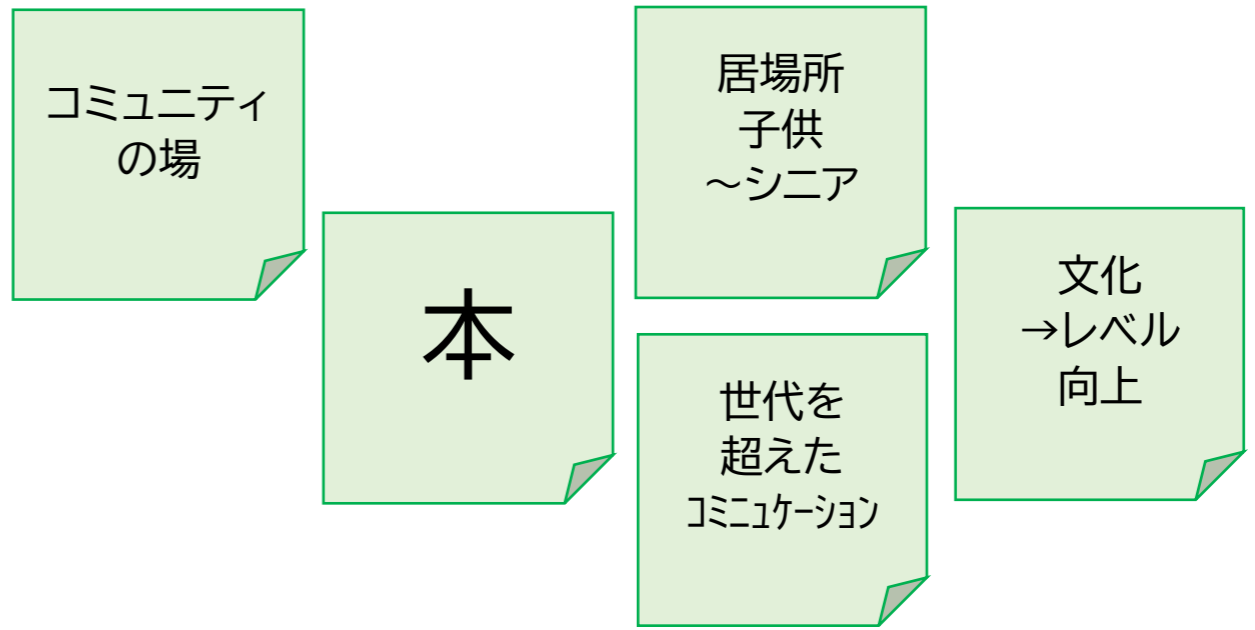 コミュニティ
の場
本
居場所
子供
～シニア
世代を
超えた
ｺﾐﾆｭｹｰｼｮﾝ
文化
→レベル
向上